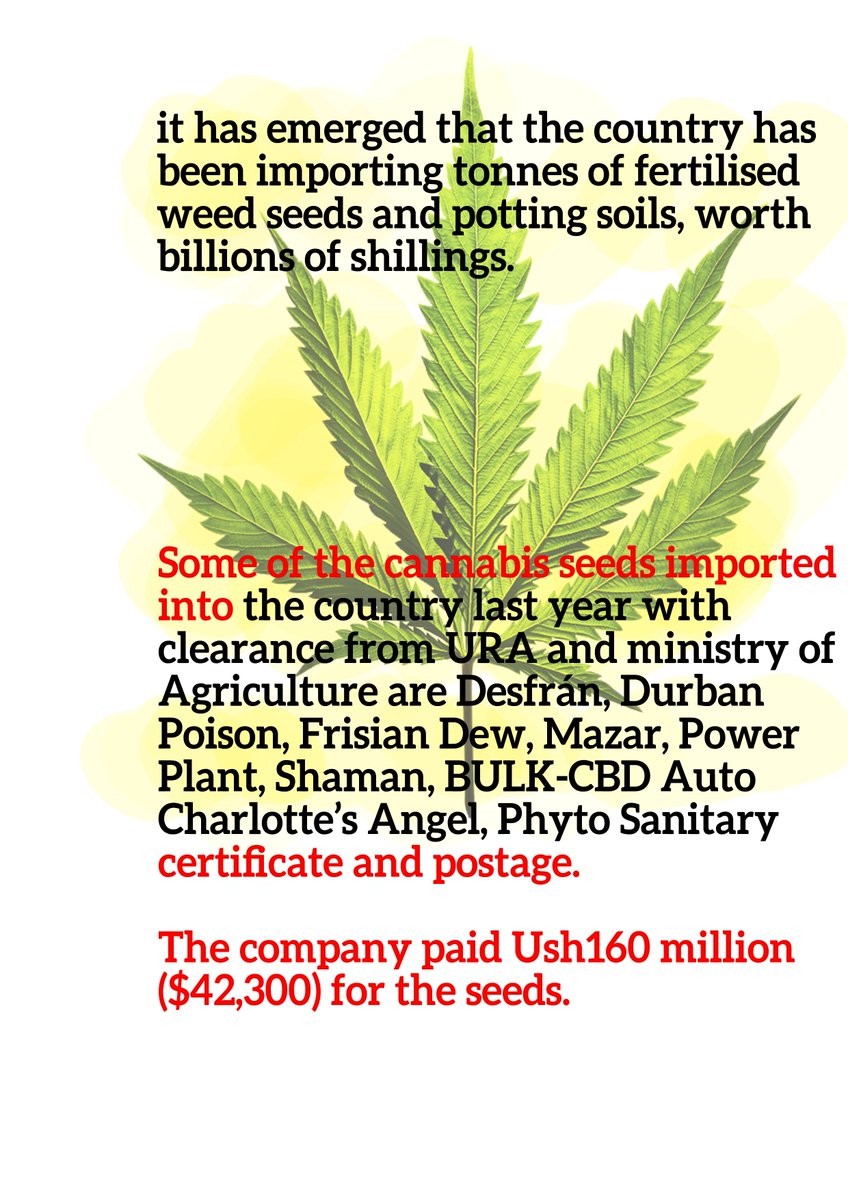 it has emerged that the country has
been importing tonnes of fertilised
weed seeds and potting soils, worth
billions of shillings.
Some of the cannabis seeds imported
into the country last year with
clearance from URA and ministry of
Agriculture are Desfrán, Durban
Poison, Frisian Dew, Mazar, Power
Plant, Shaman, BULK-CBD Auto
Charlotte’s Angel, Phyto Sanitary
certificate and postage.
The company paid Ush160 million
($42,300) for the seeds.